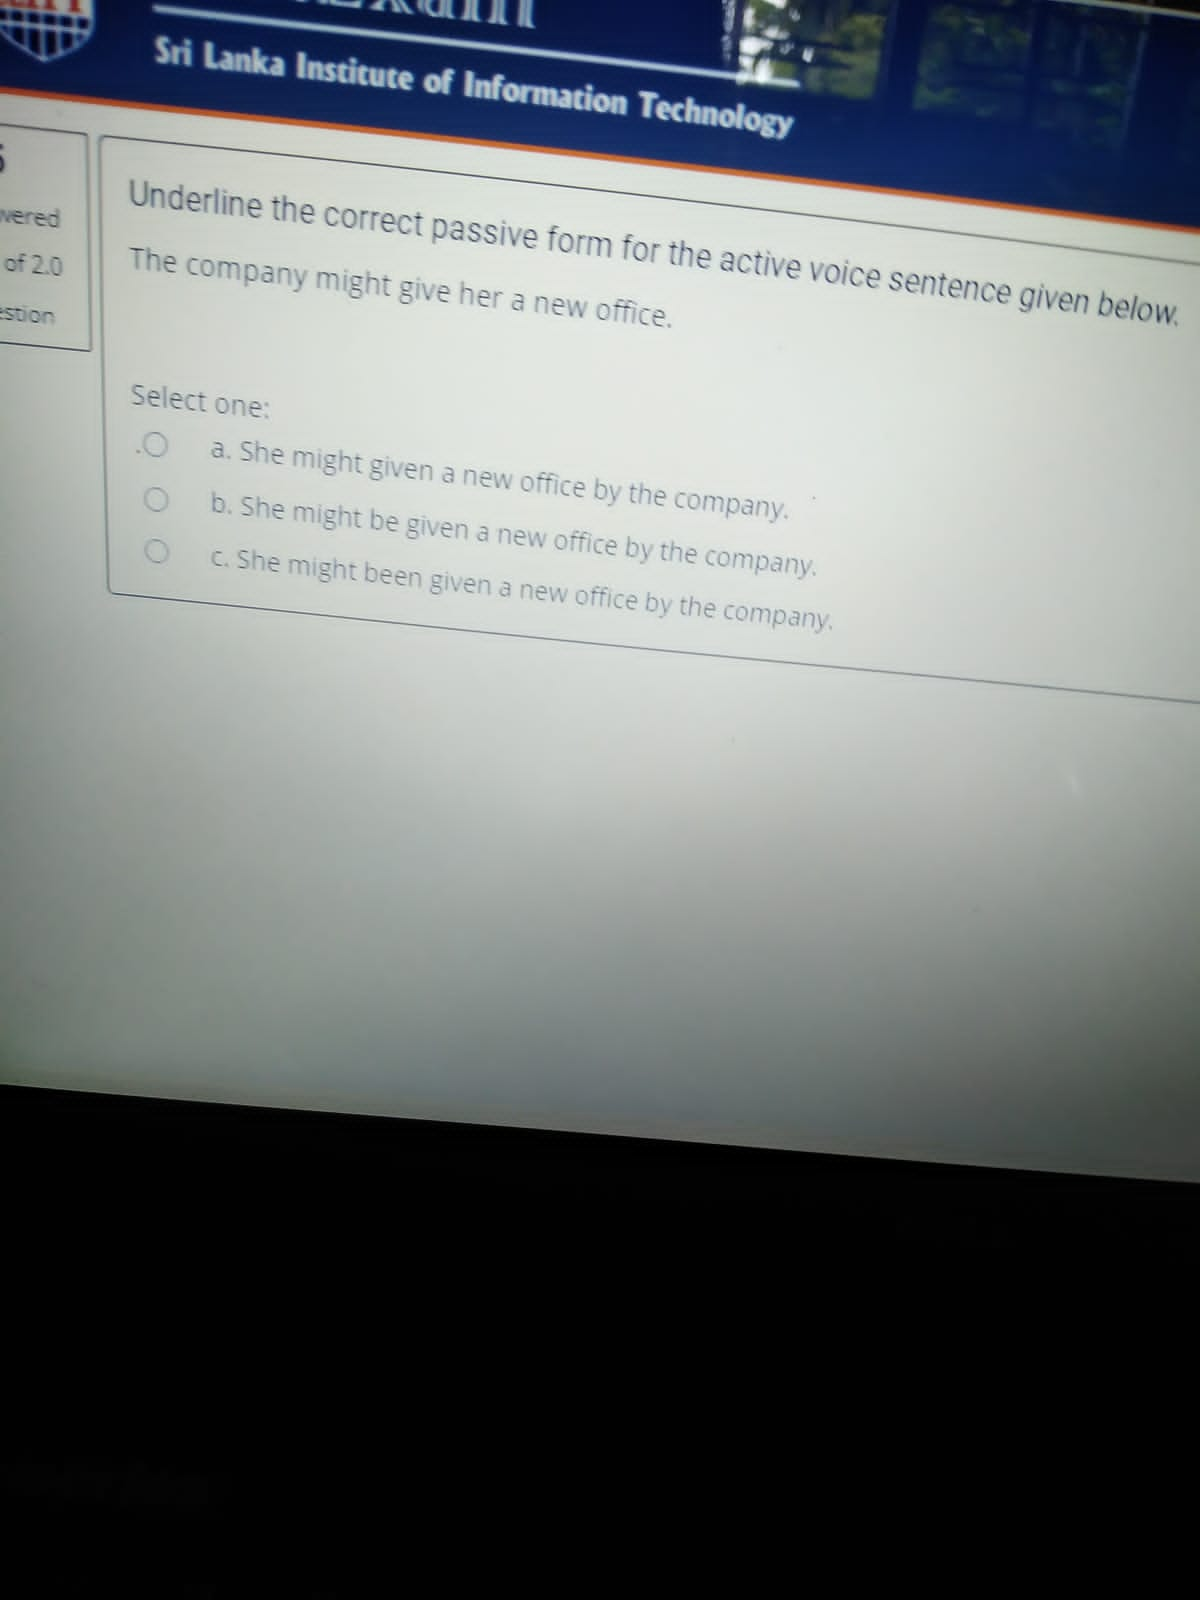 Sri Lanka Institute of Information Technology
of 2.0
Underline the correct passive form for the active voice sentence given below.
The company might give her a new office.
Select one:
a. She might given a new office by the company.
b. She might be given a new office by the company.
c. She might been given a new office by the company.